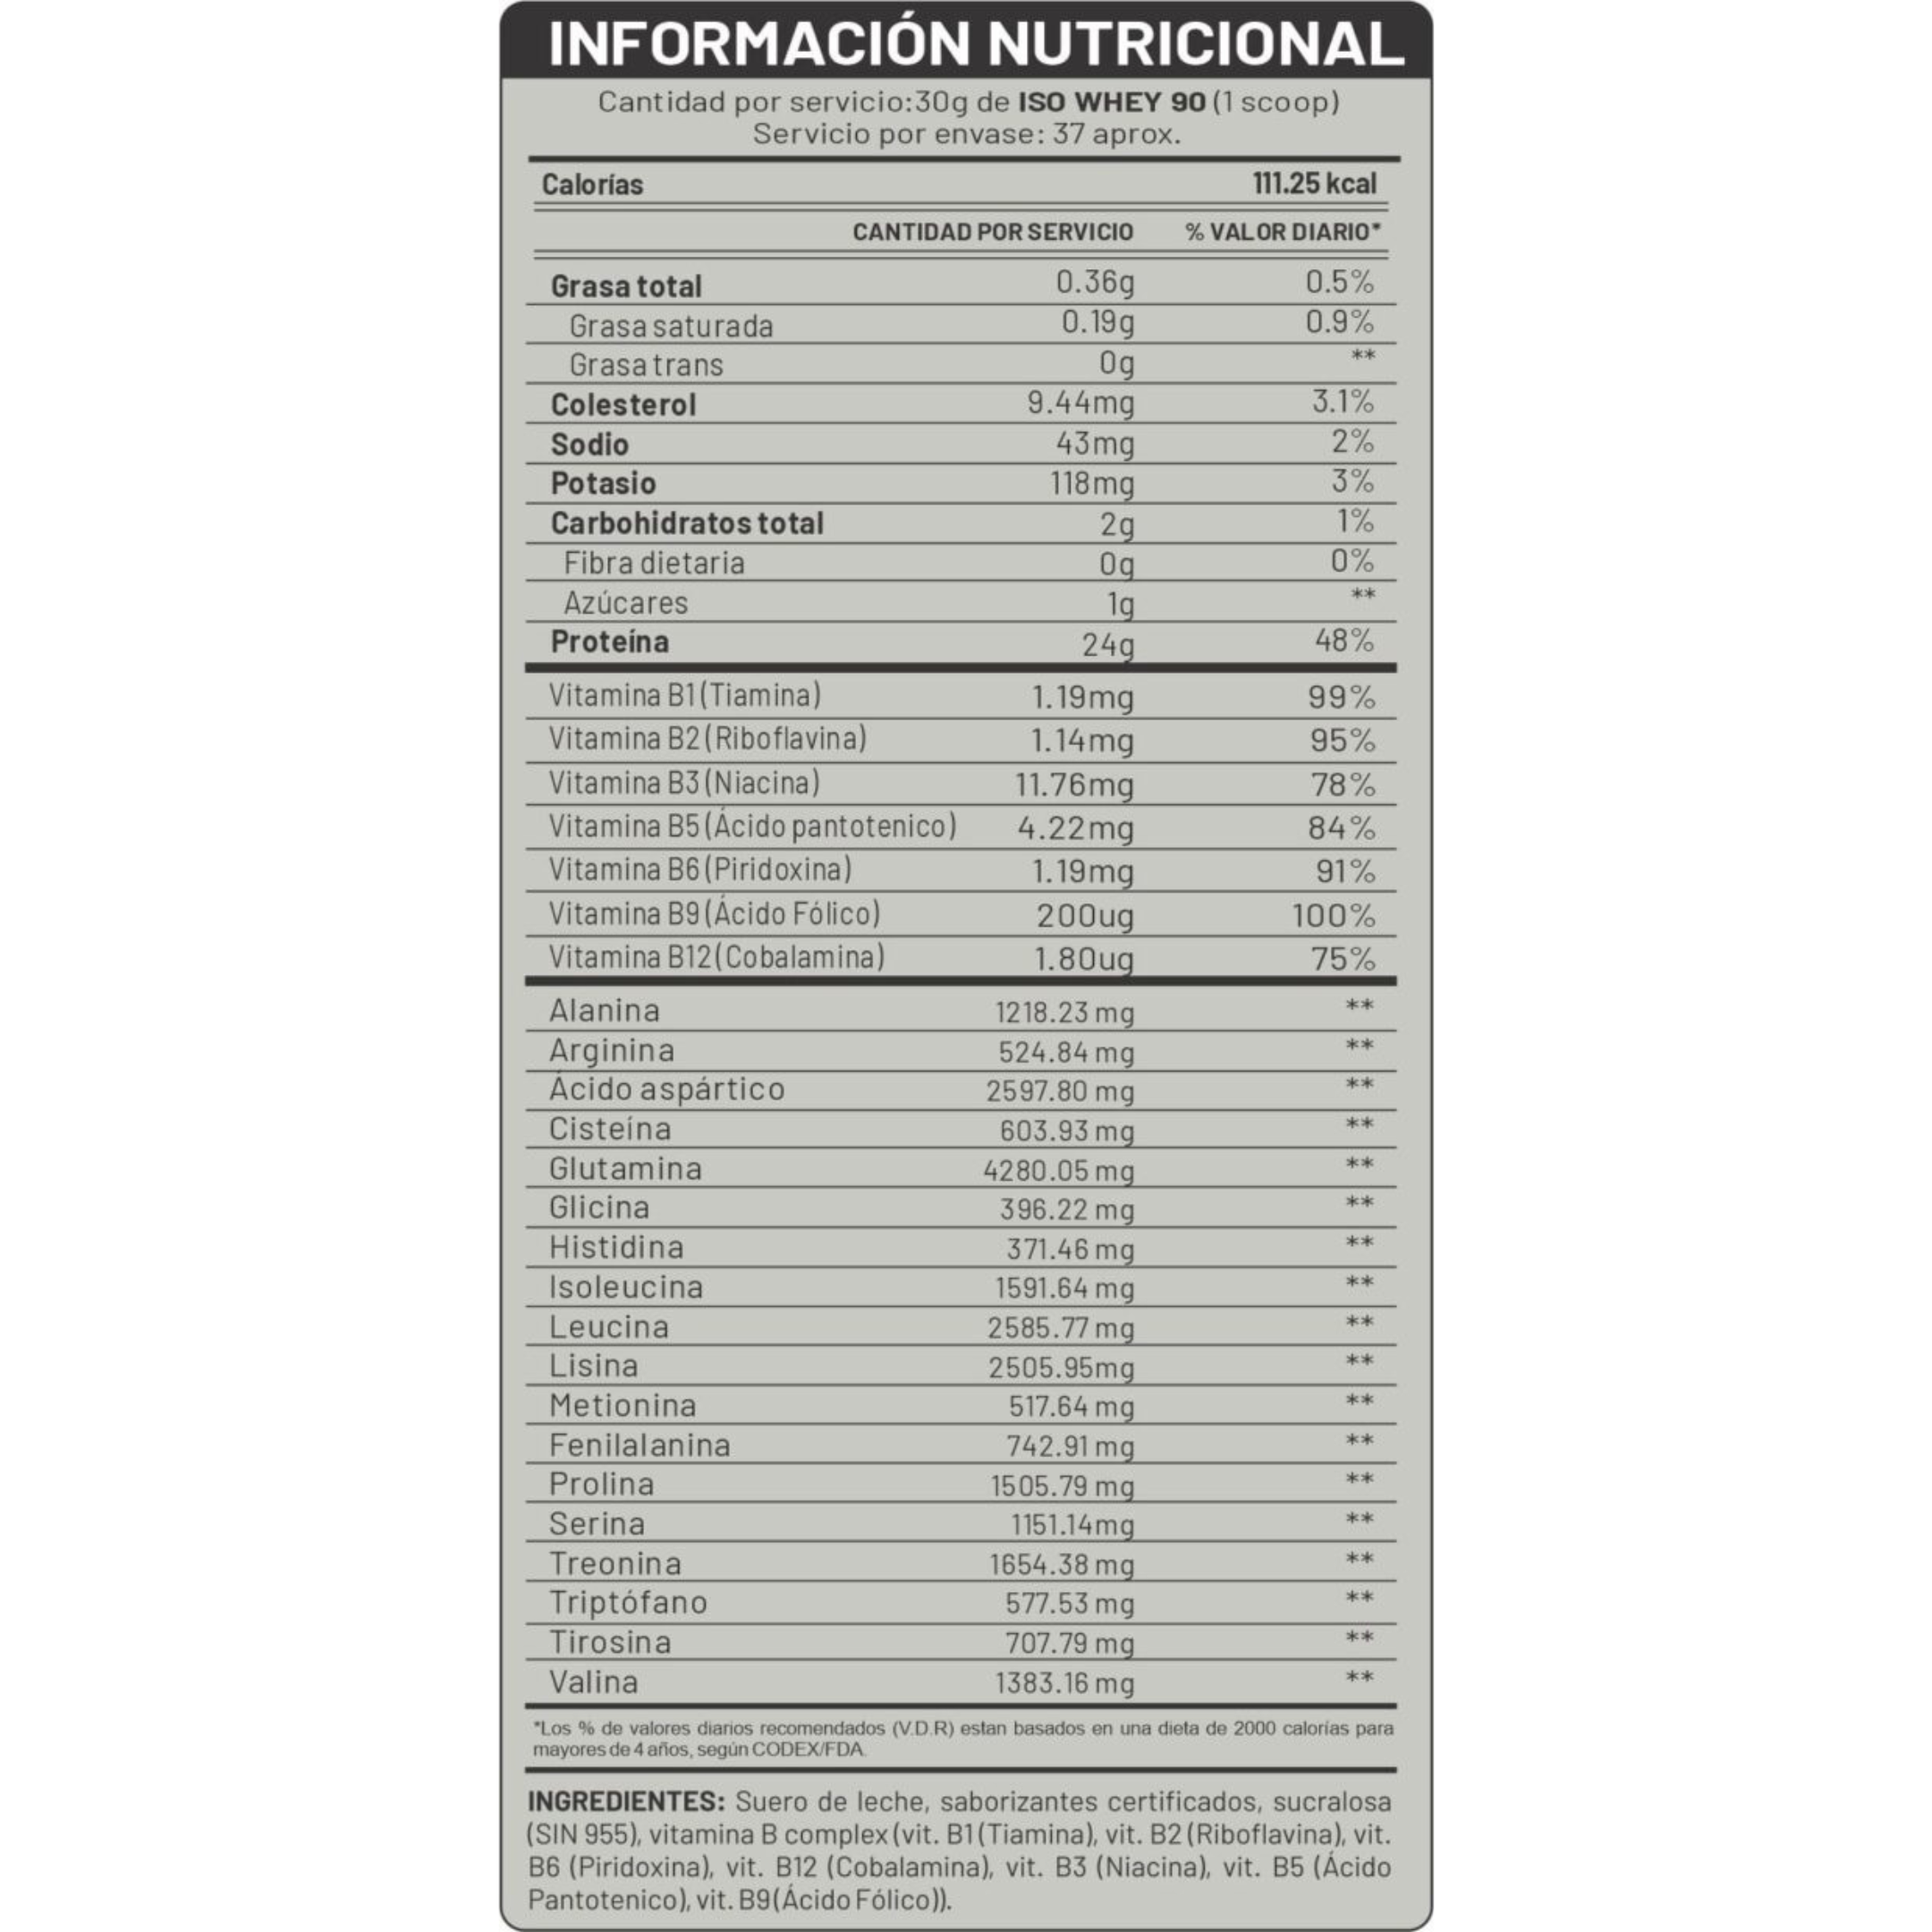 INFORMACIÓN NUTRICIONAL
Cantidad por servicio:30g de ISO WHEY 90 (1 scoop)
Servicio por envase: 37 aprox.
Calorías 111.25 kcal
CANTIDAD POR SERVICIO % VALOR DIARIO*
Grasa total 0.36g 0.5%
Grasa saturada 0.19g 0.9%
Grasa trans 0g **
Colesterol 9.44mg 3.1%
Sodio 43mg 2%
Potasio 118mg 3%
Carbohidratos total 2g 1%
Fibra dietaria 0g 0%
Azúcares 1g **
Proteína 24g 48%
Vitamina B1 (Tiamina) 1.19mg 99%
Vitamina B2 (Riboflavina) 1.14mg 95%
Vitamina B3 (Niacina) 11.76mg 78%
Vitamina B5 (Ácido pantotenico) 4.22mg 84%
Vitamina B6 (Piridoxina) 1.19mg 91%
Vitamina B9 (Ácido Fólico) 200ug 100%
Vitamina B12 (Cobalamina) 1.80ug 75%
Alanina 1218.23 mg **
Arginina 524.84 mg **
Ácido aspártico 2597.80 mg **
Cisteína 603.93 mg **
Glutamina 4280.05 mg **
Glicina 396.22 mg **
Histidina 371.46 mg **
Isoleucina 1591.64 mg **
Leucina 2585.77 mg **
Lisina 2505.95mg **
Metionina 517.64 mg **
Fenilalanina 742.91 mg **
Prolina 1505.79 mg **
Serina 1151.14mg **
Treonina 1654.38 mg **
Triptófano 577.53 mg **
Tirosina 707.79 mg **
Valina 1383.16 mg **
*Los % de valores diarios recomendados (V.D.R) estan basados en una dieta de 2000 calorías para
mayores de 4 años, según CODEX/FDA.
INGREDIENTES: Suero de leche, saborizantes certificados, sucralosa
(SIN 955), vitamina B complex (vit. B1 (Tiamina), vit. B2 (Riboflavina), vit.
B6 (Piridoxina), vit. B12 (Cobalamina), vit. B3 (Niacina), vit. B5 (Ácido
Pantotenico), vit. B9 (Ácido Fólico)).